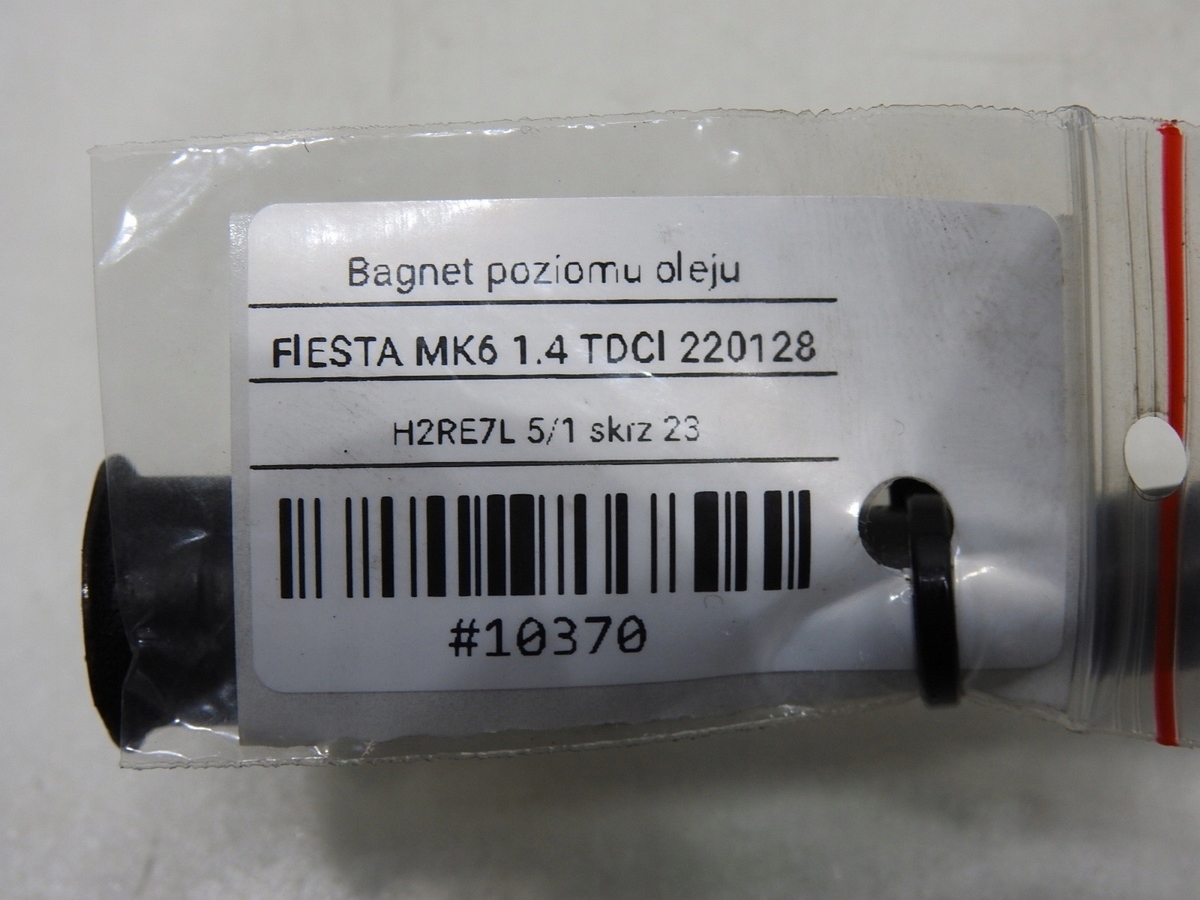 Bagnet poziomu oleju
FIESTA MK6 1.4 TDCI 220128
H2RE7L 5/1 skrz 23
#10370